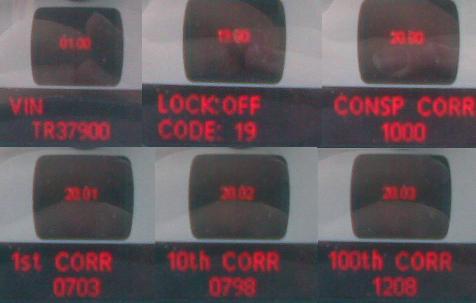 01:00
VIN
TR37900
19:00
LOCK:OFF
CODE: 19
20.00
CONSP CORR
1000
20.01
1st CORR
0703
20.02
10th CORR
0798
20.03
100th CORR
1208